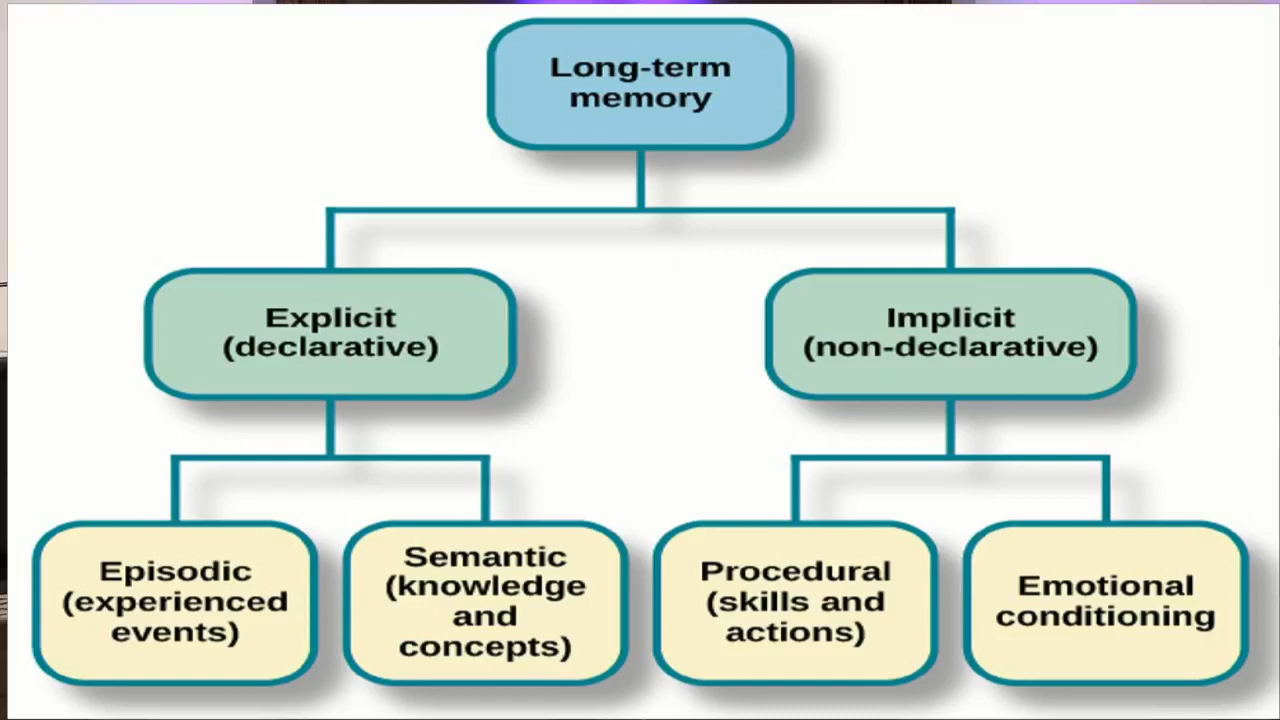 Long-term
memory
Explicit
(declarative)
Implicit
(non-declarative)
Episodic
(experienced
events)
Semantic
(knowledge
and
concepts)
Procedural
(skills and
actions)
Emotional
conditioning